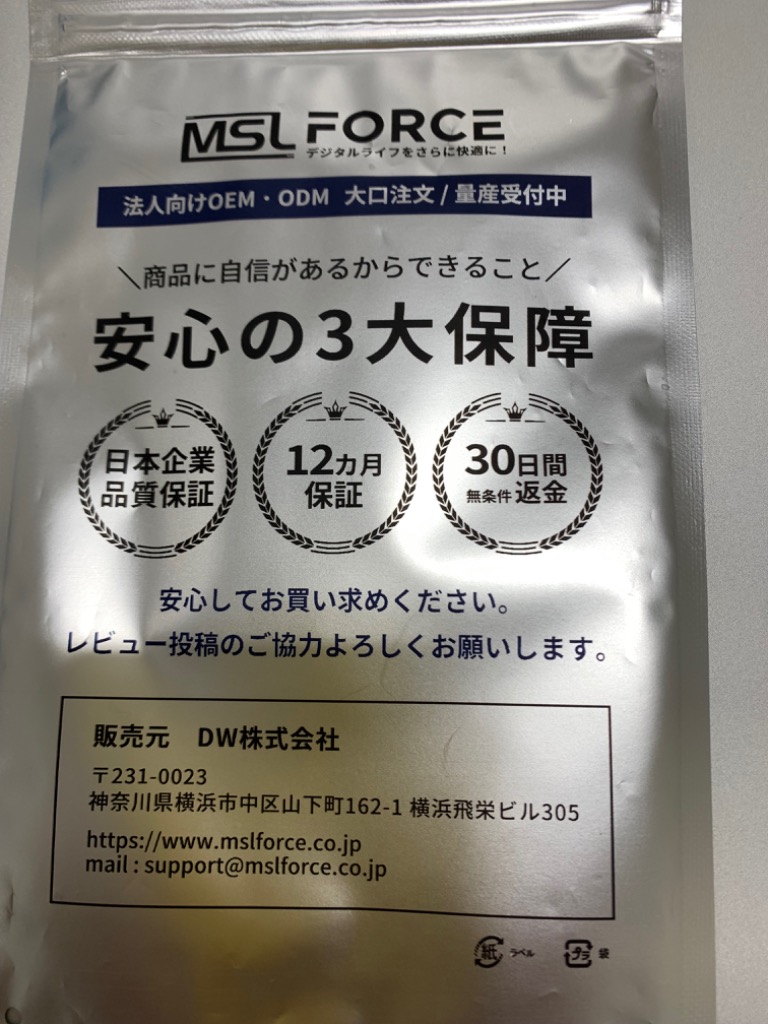 MSL FORCE
デジタルライフをさらに快適に!
法人向けOEM・ODM 大口注文 / 量産受付中
＼商品に自信があるからできること／
安心の3大保障
日本企業
品質保証
12カ月
保証
30日間
無条件 返金
安心してお買い求めください。
レビュー投稿のご協力よろしくお願いします。
販売元 DW株式会社
〒231-0023
神奈川県横浜市中区山下町162-1 横浜飛栄ビル305
https://www.mslforce.co.jp
mail : support@mslforce.co.jp
紙 ラベル プラ 袋